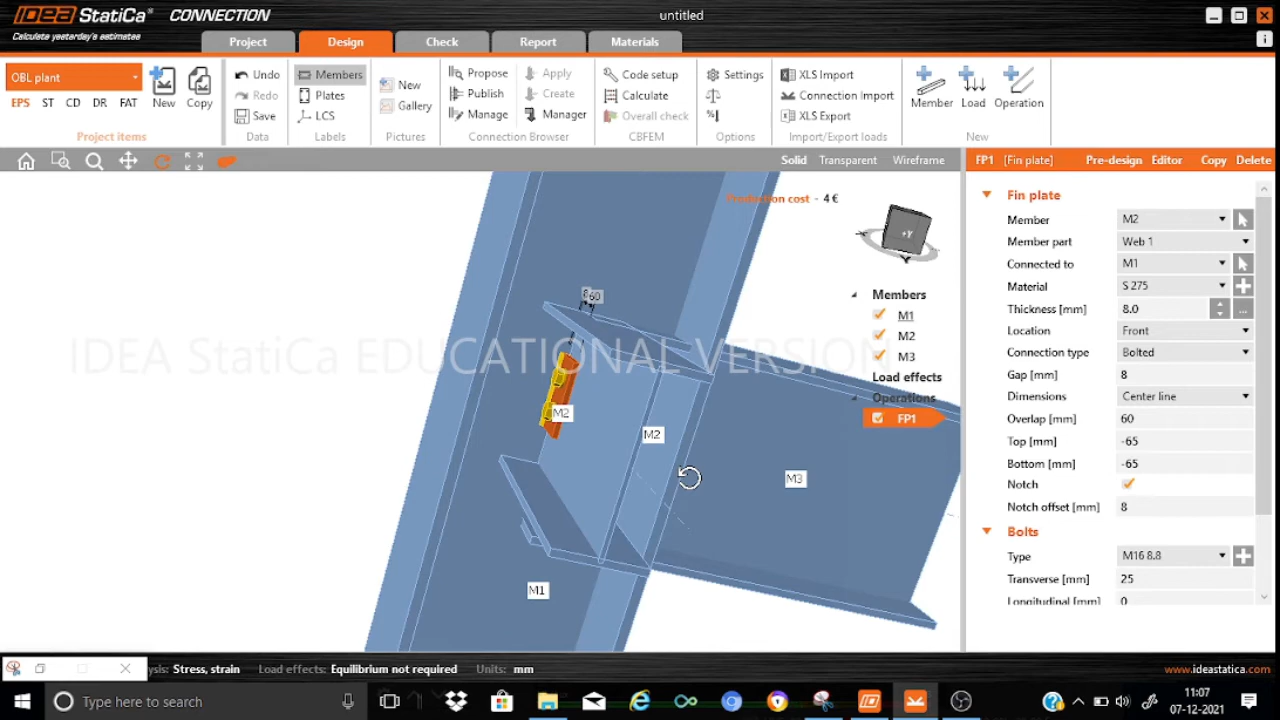 IDEA StatiCa® CONNECTION
untitled
Calculate yesterday's estimates
Project Design Check Report Materials
OBL plant
EPS ST CD DR FAT
New Copy
Project items
Undo
Redo
Save
Data
Members
Plates
LCS
Labels
New
Gallery
Pictures
Propose
Publish
Manage
Apply
Create
Manager
Connection Browser
Code setup
Calculate
Overall check
CBFEM
Settings
Options
XLS Import
Connection Import
XLS Export
Import/Export loads
Member Load Operation
New
Solid Transparent Wireframe
Production cost - 4 €
+Y
60
Members
M1
M2
M3
Load effects
Operations
FP1
IDEA StatiCa EDUCATIONAL VERSION
M2
M2
M3
M1
FP1 [Fin plate] Pre-design Editor Copy Delete
Fin plate
Member M2
Member part Web 1
Connected to M1
Material S 275
Thickness [mm] 8.0
Location Front
Connection type Bolted
Gap [mm] 8
Dimensions Center line
Overlap [mm] 60
Top [mm] -65
Bottom [mm] -65
Notch
Notch offset [mm] 8
Bolts
Type M16 8.8
Transverse [mm] 25
Longitudinal [mm] 0
ysis: Stress, strain Load effects: Equilibrium not required Units: mm
www.ideastatica.com
Type here to search
11:07
07-12-2021